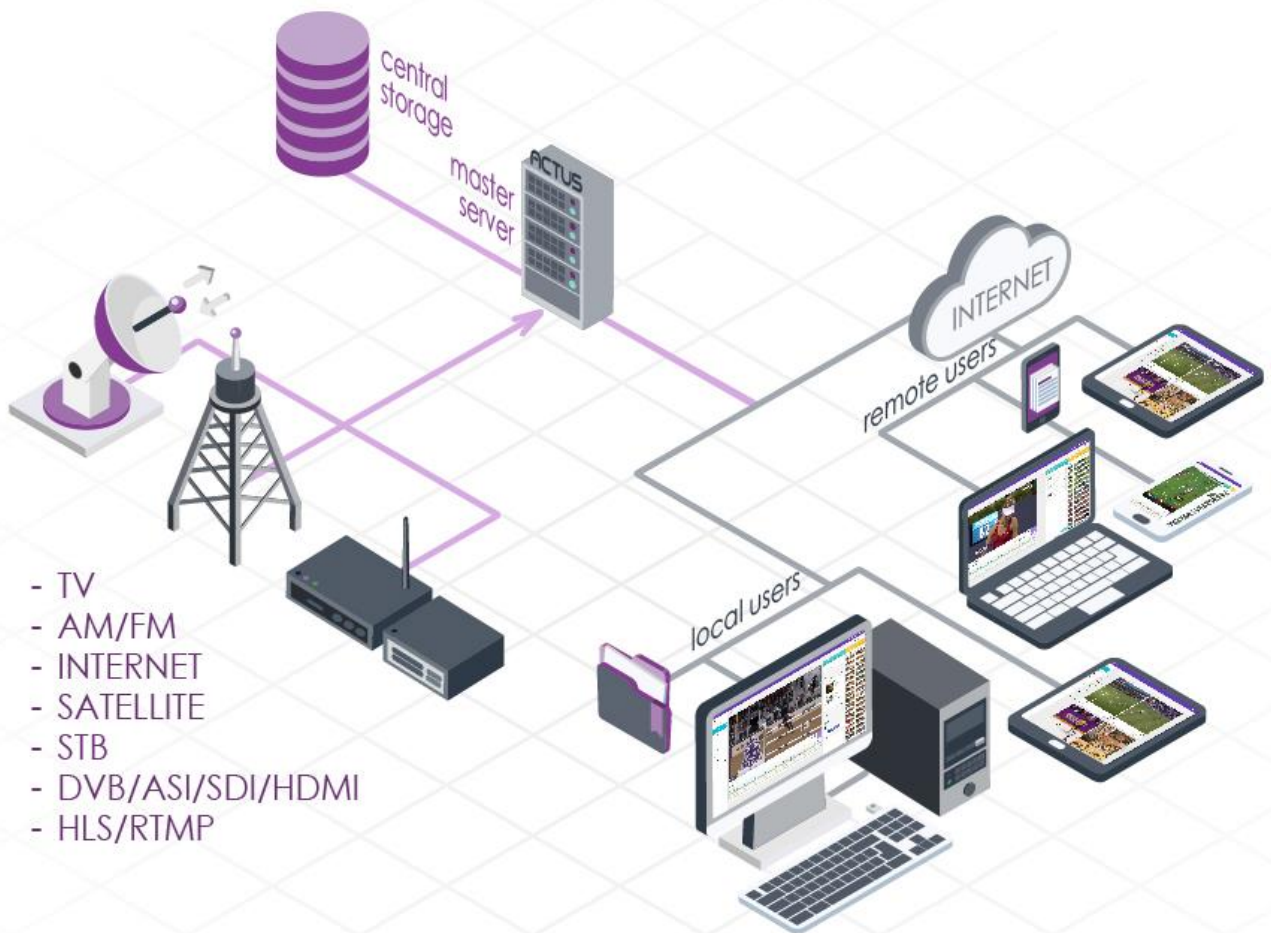 central
storage
master
server
ACTUS
INTERNET
remote users
local users
- TV
- AM/FM
- INTERNET
- SATELLITE
- STB
- DVB/ASI/SDI/HDMI
- HLS/RTMP